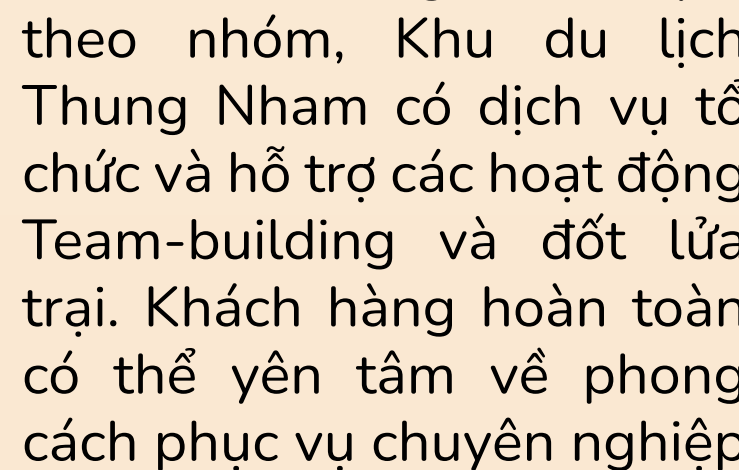 theo nhóm, Khu du lịch
Thung Nham có dịch vụ tổ
chức và hỗ trợ các hoạt động
Team-building và đốt lửa
trại. Khách hàng hoàn toàn
có thể yên tâm về phong
cách phục vụ chuyên nghiệp